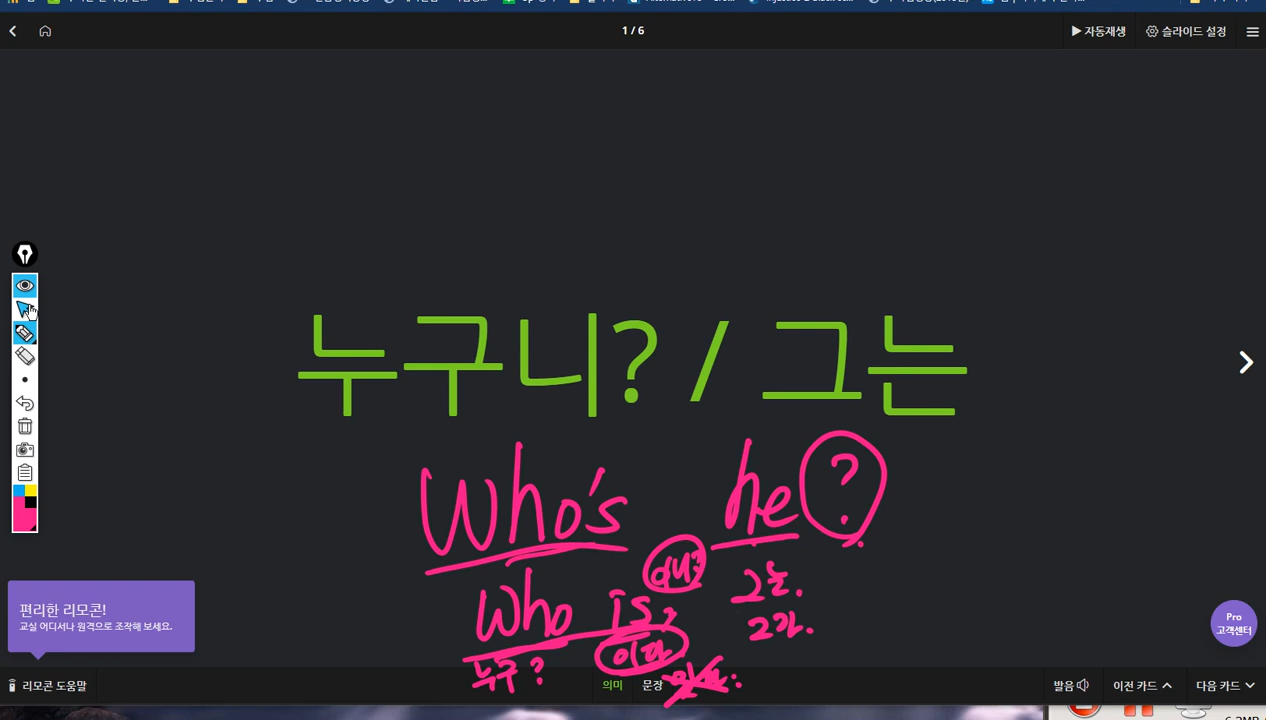 1 / 6
자동재생
슬라이드 설정
누구니? / 그는
Who's he ?
이니?
Who is,
그는.
그가.
누구?
이다
편리한 리모콘!
교실 어디서나 원격으로 조작해 보세요.
Pro
고객센터
리모콘 도움말
의미
문장
발음
이전 카드
다음 카드